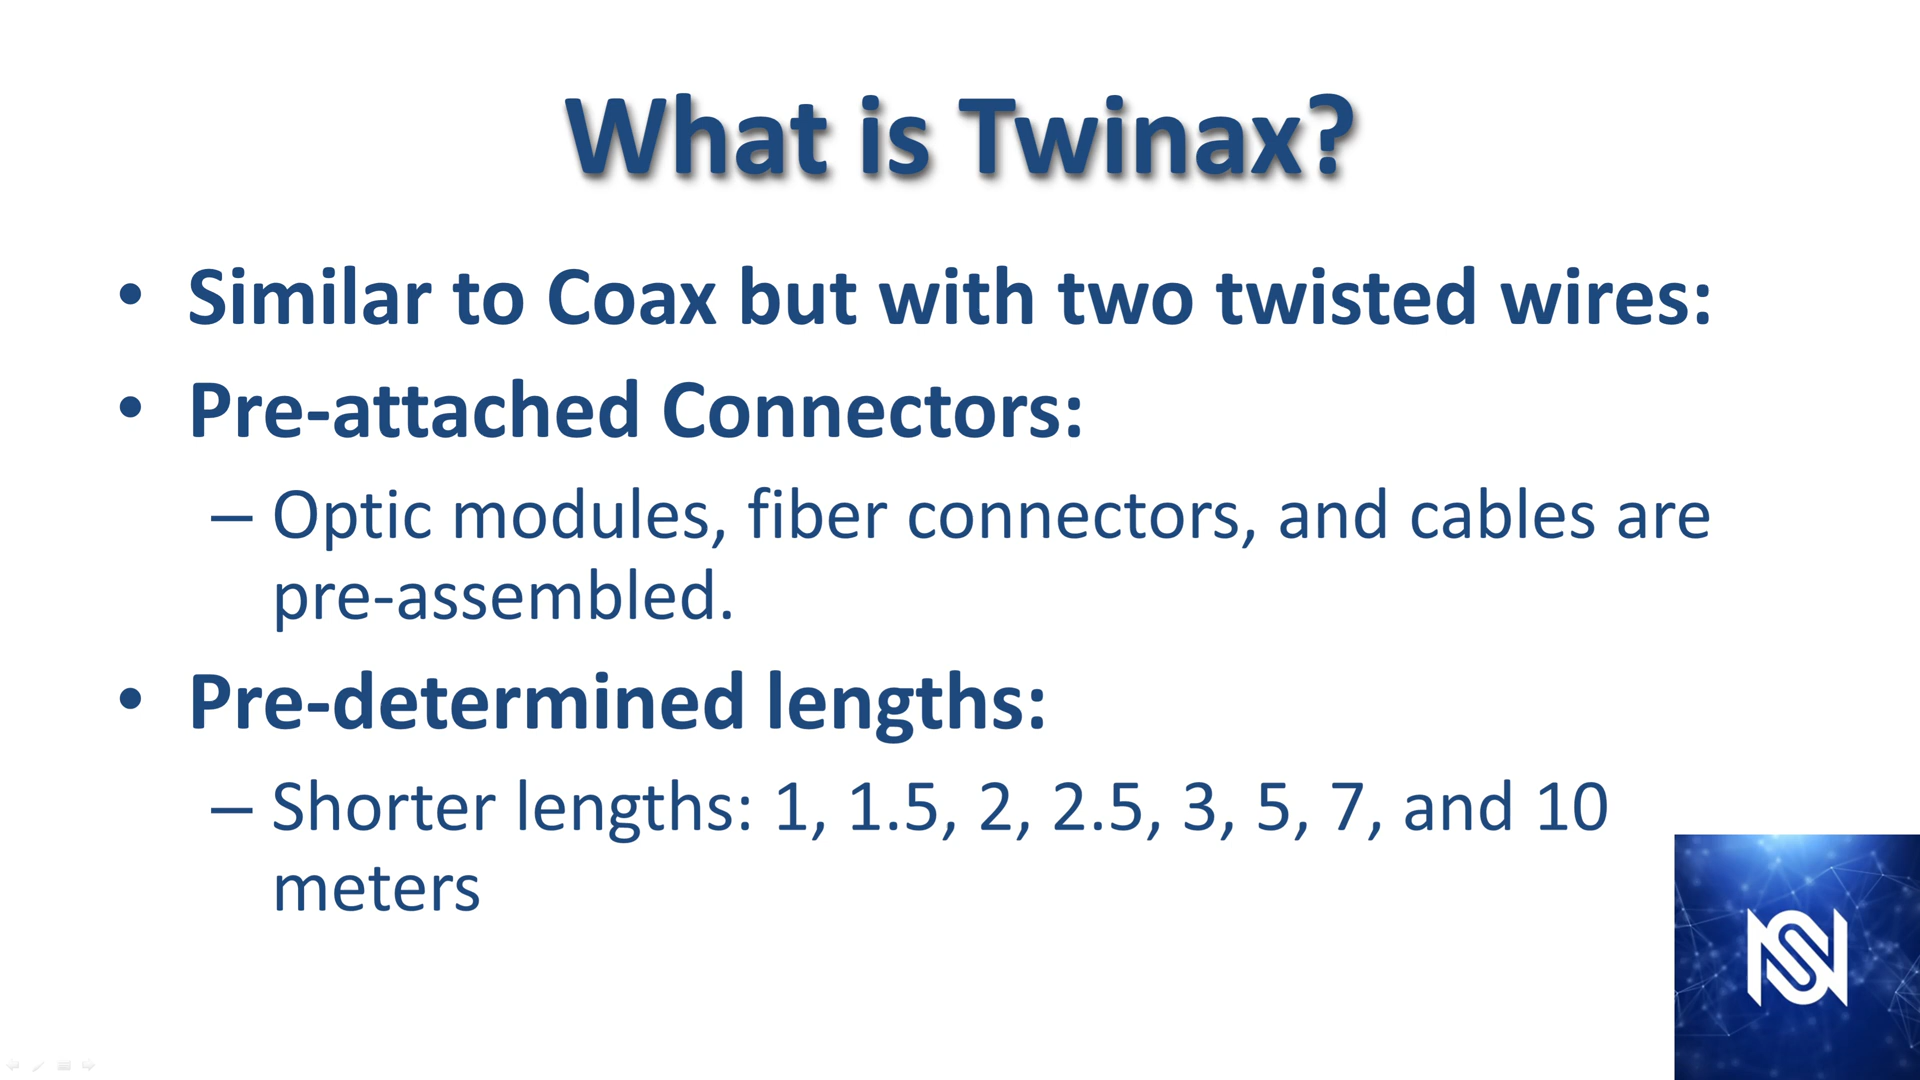 What is Twinax?
• Similar to Coax but with two twisted wires:
• Pre-attached Connectors:
– Optic modules, fiber connectors, and cables are
pre-assembled.
• Pre-determined lengths:
– Shorter lengths: 1, 1.5, 2, 2.5, 3, 5, 7, and 10
meters